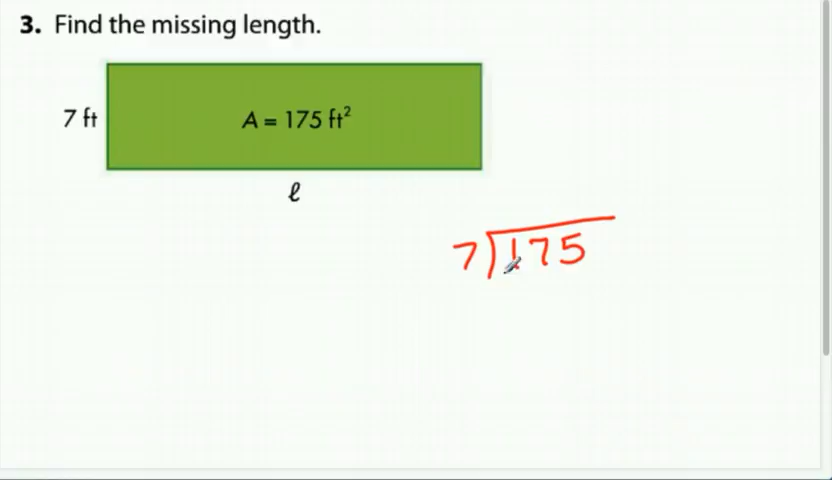 3. Find the missing length.
7 ft
A = 175 ft²
ℓ
7)175